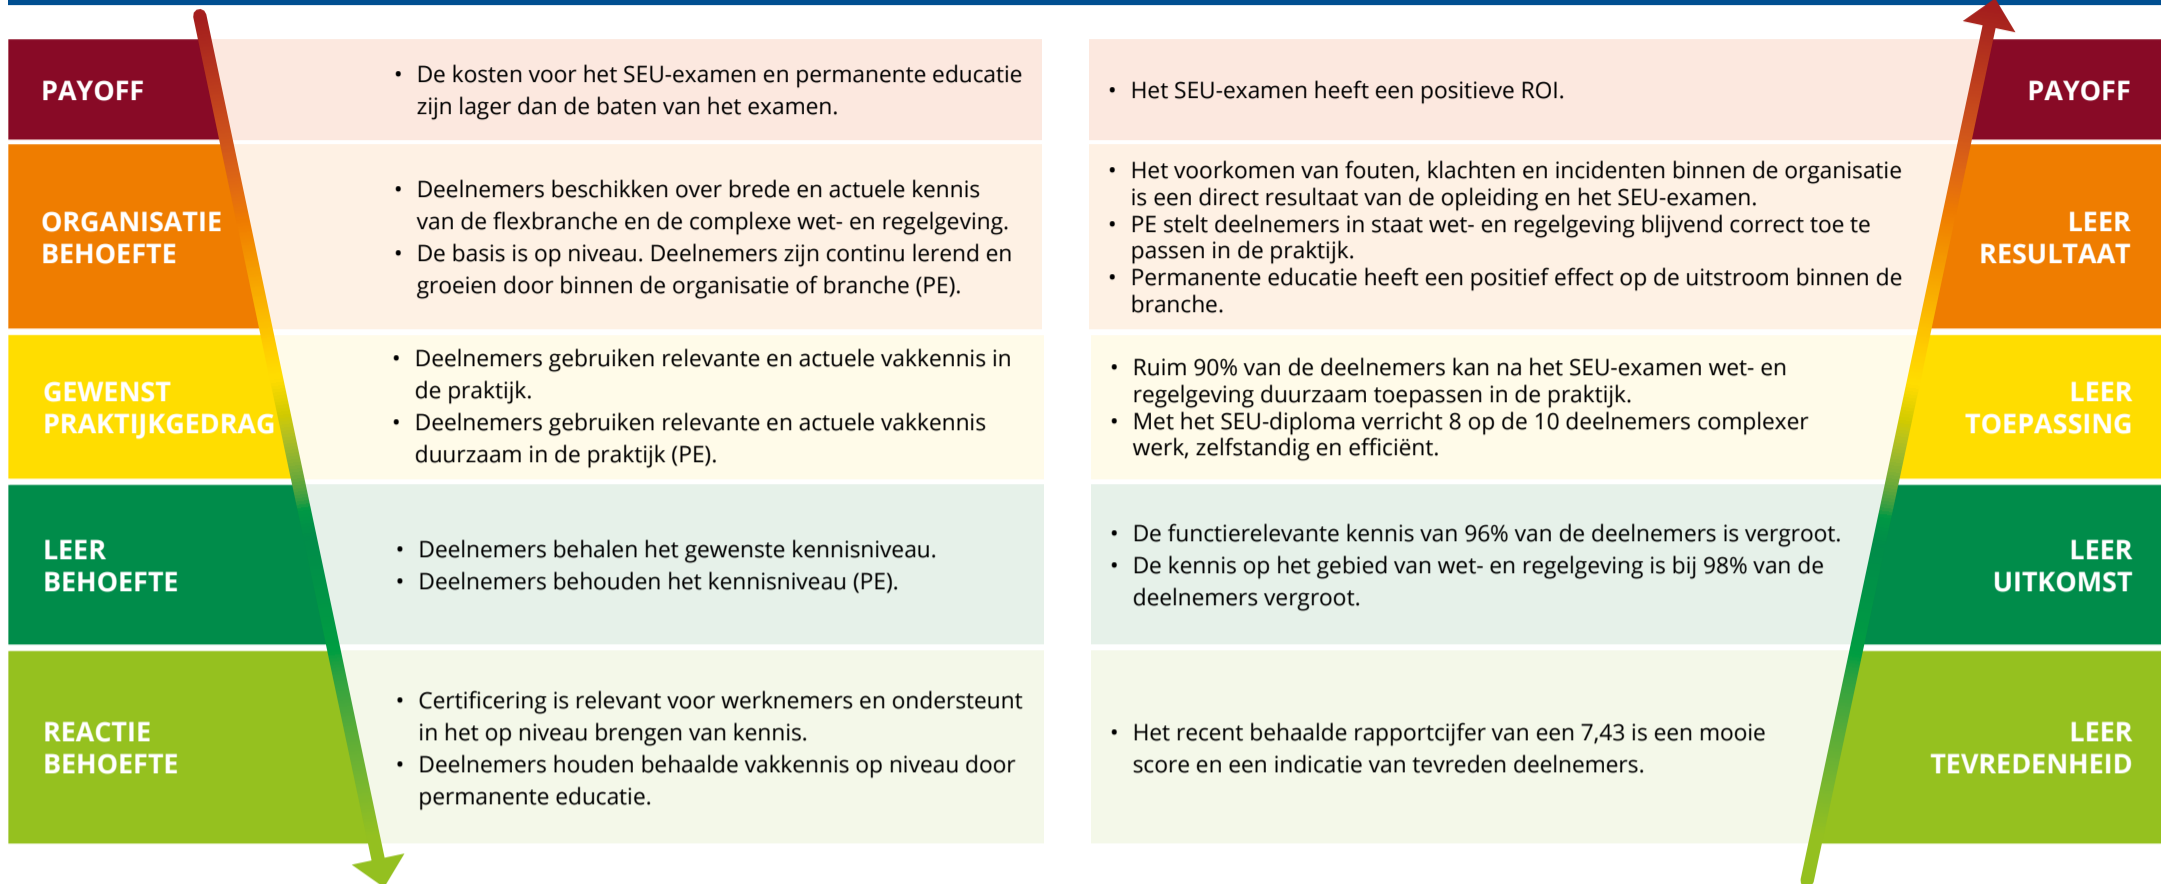 PAYOFF
• De kosten voor het SEU-examen en permanente educatie
zijn lager dan de baten van het examen.
• Het SEU-examen heeft een positieve ROI.
PAYOFF
ORGANISATIE
BEHOEFTE
• Deelnemers beschikken over brede en actuele kennis
van de flexbranche en de complexe wet- en regelgeving.
• De basis is op niveau. Deelnemers zijn continu lerend en
groeien door binnen de organisatie of branche (PE).
• Het voorkomen van fouten, klachten en incidenten binnen de organisatie
is een direct resultaat van de opleiding en het SEU-examen.
• PE stelt deelnemers in staat wet- en regelgeving blijvend correct toe te
passen in de praktijk.
• Permanente educatie heeft een positief effect op de uitstroom binnen de
branche.
LEER
RESULTAAT
GEWENST
PRAKTIJKGEDRAG
• Deelnemers gebruiken relevante en actuele vakkennis in
de praktijk.
• Deelnemers gebruiken relevante en actuele vakkennis
duurzaam in de praktijk (PE).
• Ruim 90% van de deelnemers kan na het SEU-examen wet- en
regelgeving duurzaam toepassen in de praktijk.
• Met het SEU-diploma verricht 8 op de 10 deelnemers complexer
werk, zelfstandig en efficiënt.
LEER
TOEPASSING
LEER
BEHOEFTE
• Deelnemers behalen het gewenste kennisniveau.
• Deelnemers behouden het kennisniveau (PE).
• De functierelevante kennis van 96% van de deelnemers is vergroot.
• De kennis op het gebied van wet- en regelgeving is bij 98% van de
deelnemers vergroot.
LEER
UITKOMST
REACTIE
BEHOEFTE
• Certificering is relevant voor werknemers en ondersteunt
in het op niveau brengen van kennis.
• Deelnemers houden behaalde vakkennis op niveau door
permanente educatie.
• Het recent behaalde rapportcijfer van een 7,43 is een mooie
score en een indicatie van tevreden deelnemers.
LEER
TEVREDENHEID